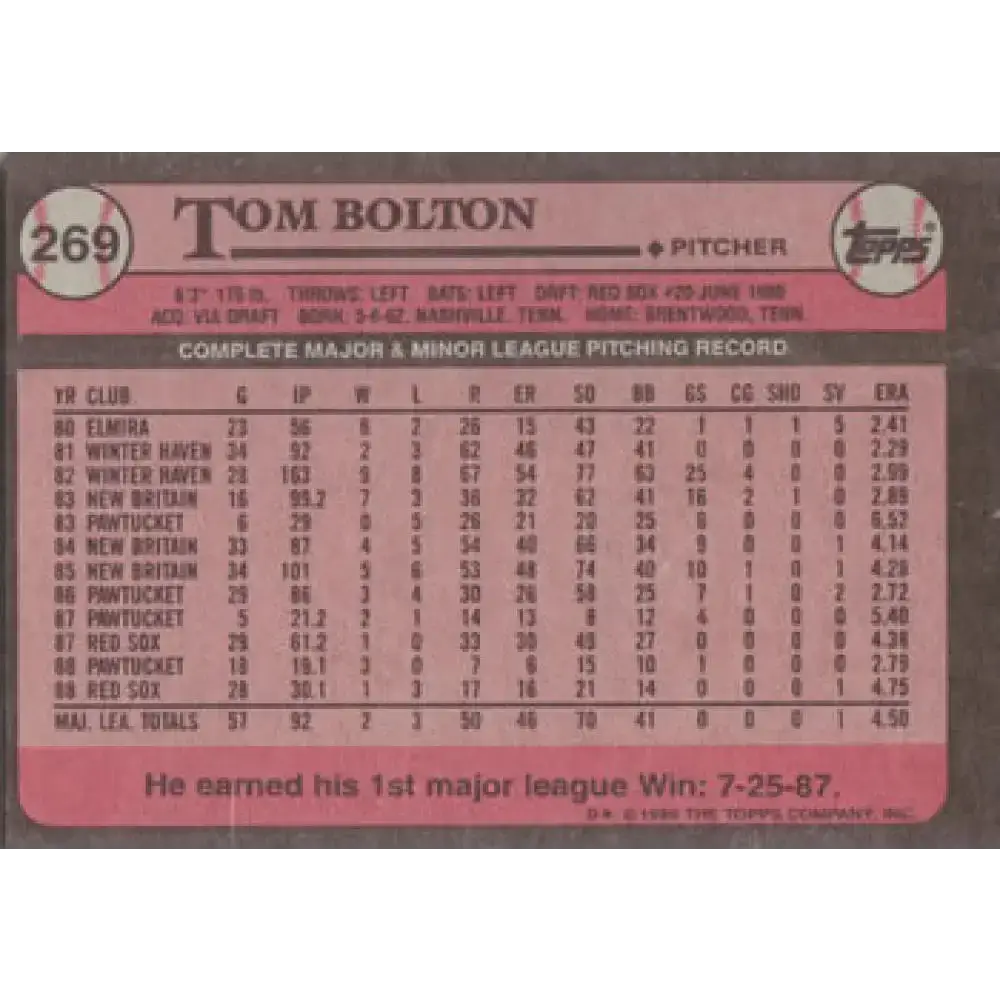 269
TOM BOLTON
♦ PITCHER
Topps®
6'3" 175 lb. THROWS: LEFT BATS: LEFT DRAFT: RED SOX #20-JUNE 1980
ACQ: VIA DRAFT BORN: 5-6-62, NASHVILLE, TENN. HOME: BRENTWOOD, TENN.
COMPLETE MAJOR & MINOR LEAGUE PITCHING RECORD
YR CLUB G IP W L R ER SO BB GS CG SHO SV ERA
80 ELMIRA 23 56 6 2 26 15 43 22 1 1 1 5 2.41
81 WINTER HAVEN 34 92 2 3 62 46 47 41 0 0 0 0 2.29
82 WINTER HAVEN 28 163 9 8 67 54 77 63 25 4 0 0 2.99
83 NEW BRITAIN 16 99.2 7 3 36 32 62 41 16 2 1 0 2.89
83 PAWTUCKET 6 29 0 5 26 21 20 25 6 0 0 0 6.52
84 NEW BRITAIN 33 87 4 5 54 40 66 34 9 0 0 1 4.14
85 NEW BRITAIN 34 101 5 6 53 48 74 40 10 1 0 1 4.28
86 PAWTUCKET 29 86 3 4 30 26 58 25 7 1 0 2 2.72
87 PAWTUCKET 5 21.2 2 1 14 13 8 12 4 0 0 0 5.40
87 RED SOX 29 61.2 1 0 33 30 49 27 0 0 0 0 4.38
88 PAWTUCKET 18 19.1 3 0 7 6 15 10 1 0 0 0 2.79
88 RED SOX 28 30.1 1 3 17 16 21 14 0 0 0 1 4.75
MAJ. LEA. TOTALS 57 92 2 3 50 46 70 41 0 0 0 1 4.50
He earned his 1st major league Win: 7-25-87.
D* © 1989 THE TOPPS COMPANY, INC.